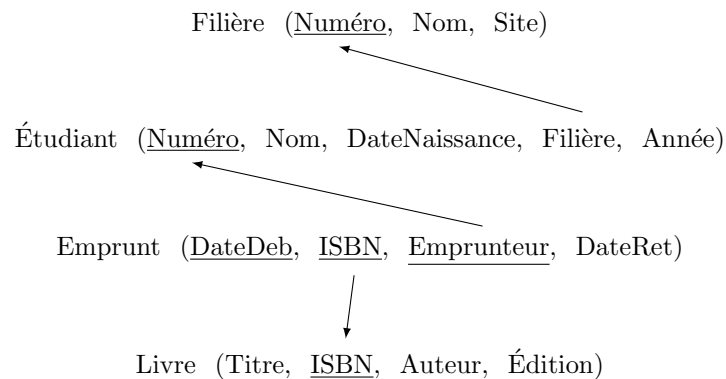 Filière (Numéro, Nom, Site)
Étudiant (Numéro, Nom, DateNaissance, Filière, Année)
Emprunt (DateDeb, ISBN, Emprunteur, DateRet)
Livre (Titre, ISBN, Auteur, Édition)